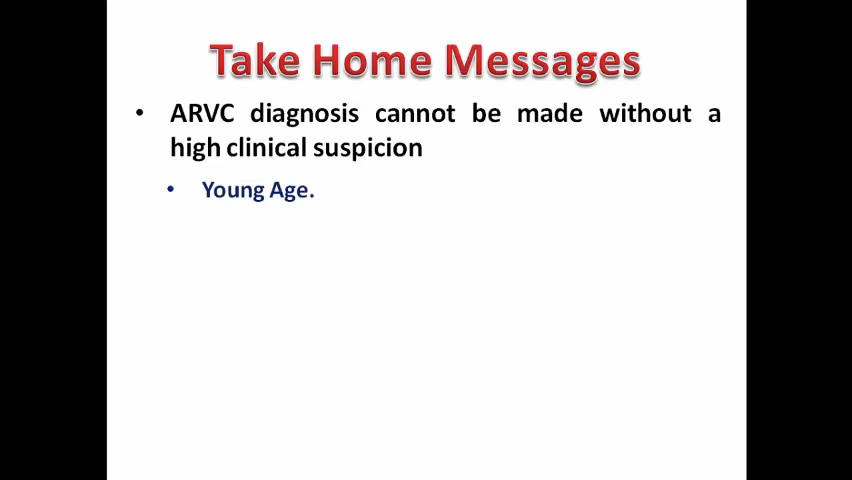 Take Home Messages
• ARVC diagnosis cannot be made without a
high clinical suspicion
• Young Age.